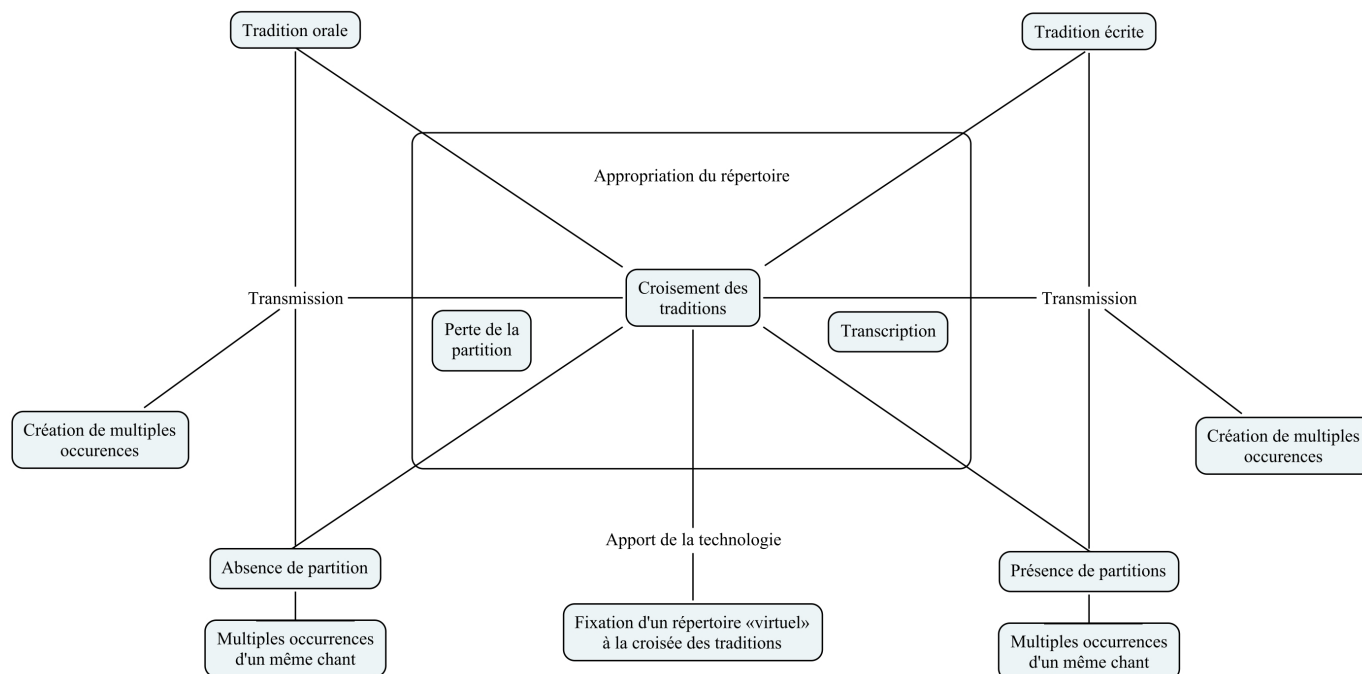 Tradition orale
Tradition écrite
Appropriation du répertoire
Croisement des
traditions
Transmission
Transmission
Perte de la
partition
Transcription
Création de multiples
occurences
Création de multiples
occurences
Apport de la technologie
Absence de partition
Présence de partitions
Fixation d'un répertoire «virtuel»
à la croisée des traditions
Multiples occurrences
d'un même chant
Multiples occurrences
d'un même chant